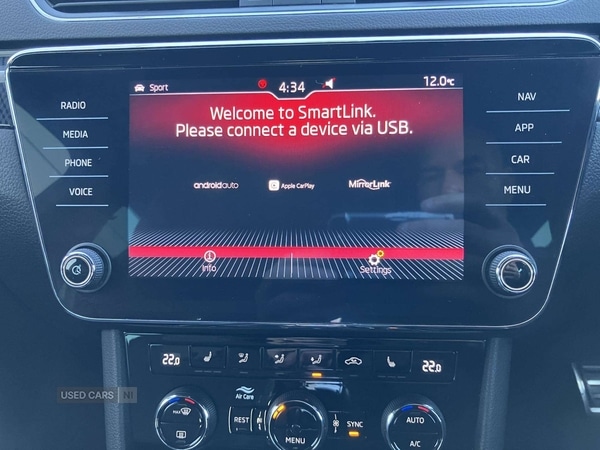 Sport 4:34 12.0°C
Welcome to SmartLink.
Please connect a device via USB.
androidauto Apple CarPlay MirrorLink
Info Settings
RADIO
MEDIA
PHONE
VOICE
NAV
APP
CAR
MENU
22.0 22.0
Air Care
REST MENU SYNC
AUTO
A/C
MAX
USED CARS NI